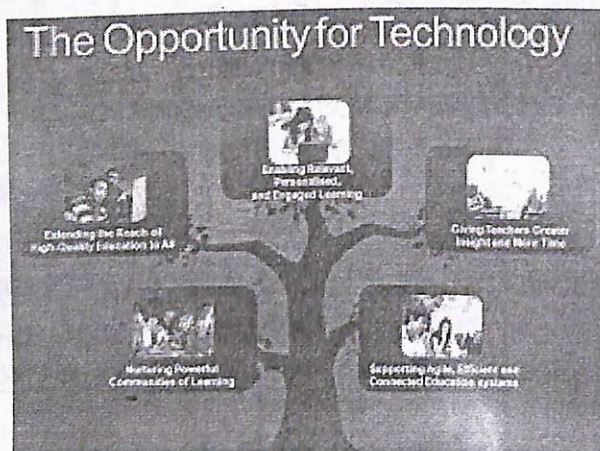 The Opportunity for Technology
Enabling Relevant,
Personalised,
and Engaged Learning
Extending the Reach of
High-Quality Education to All
Giving Teachers Greater
Insight and More Time
Nurturing Powerful
Communities of Learning
Supporting Agile, Efficient and
Connected Education systems